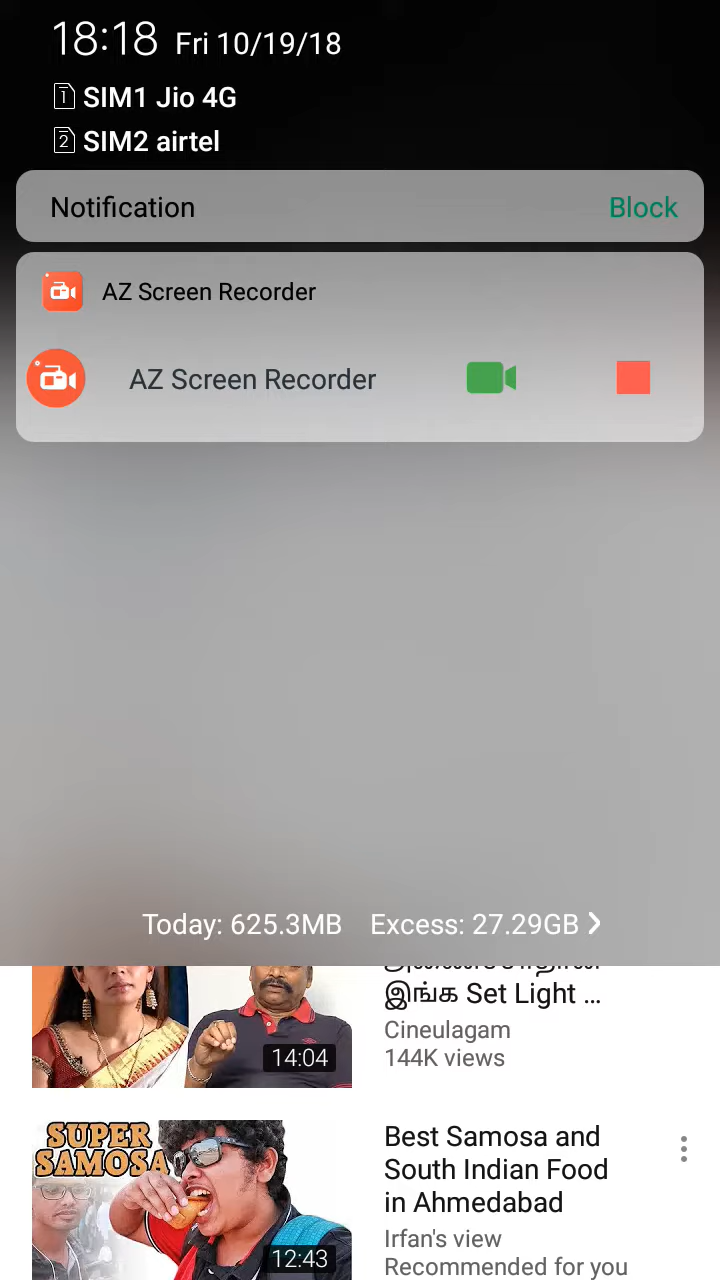 18:18 Fri 10/19/18
1 SIM1 Jio 4G
2 SIM2 airtel
Notification Block
AZ Screen Recorder
AZ Screen Recorder
Today: 625.3MB Excess: 27.29GB
இங்க Set Light ...
Cineulagam
144K views
14:04
SUPER
SAMOSA
12:43
Best Samosa and
South Indian Food
in Ahmedabad
Irfan's view
Recommended for you